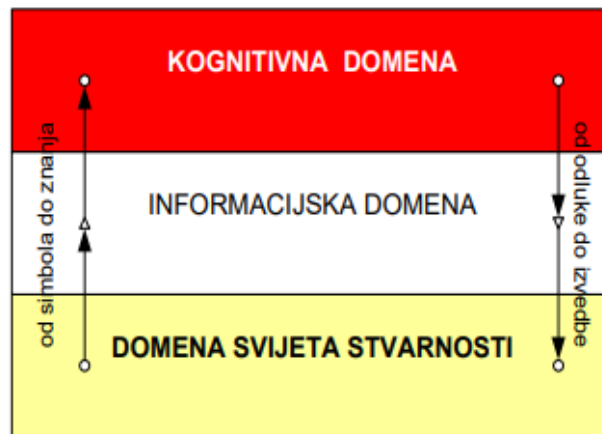 KOGNITIVNA DOMENA
od simbola do znanja
od odluke do izvedbe
INFORMACIJSKA DOMENA
DOMENA SVIJETA STVARNOSTI